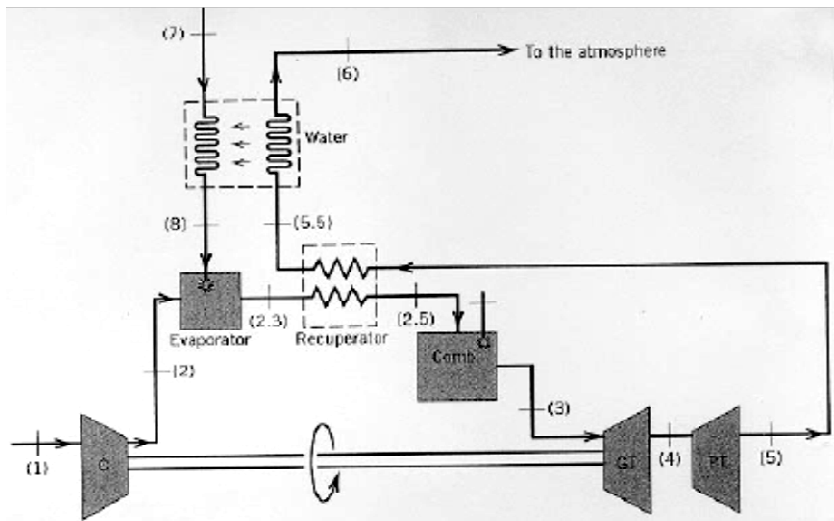 (7)
(6)
To the atmosphere
Water
(8)
(5.5)
Evaporator
(2.3)
Recuperator
(2.5)
Comb.
(2)
(3)
(1)
C
GT
(4)
PT
(5)